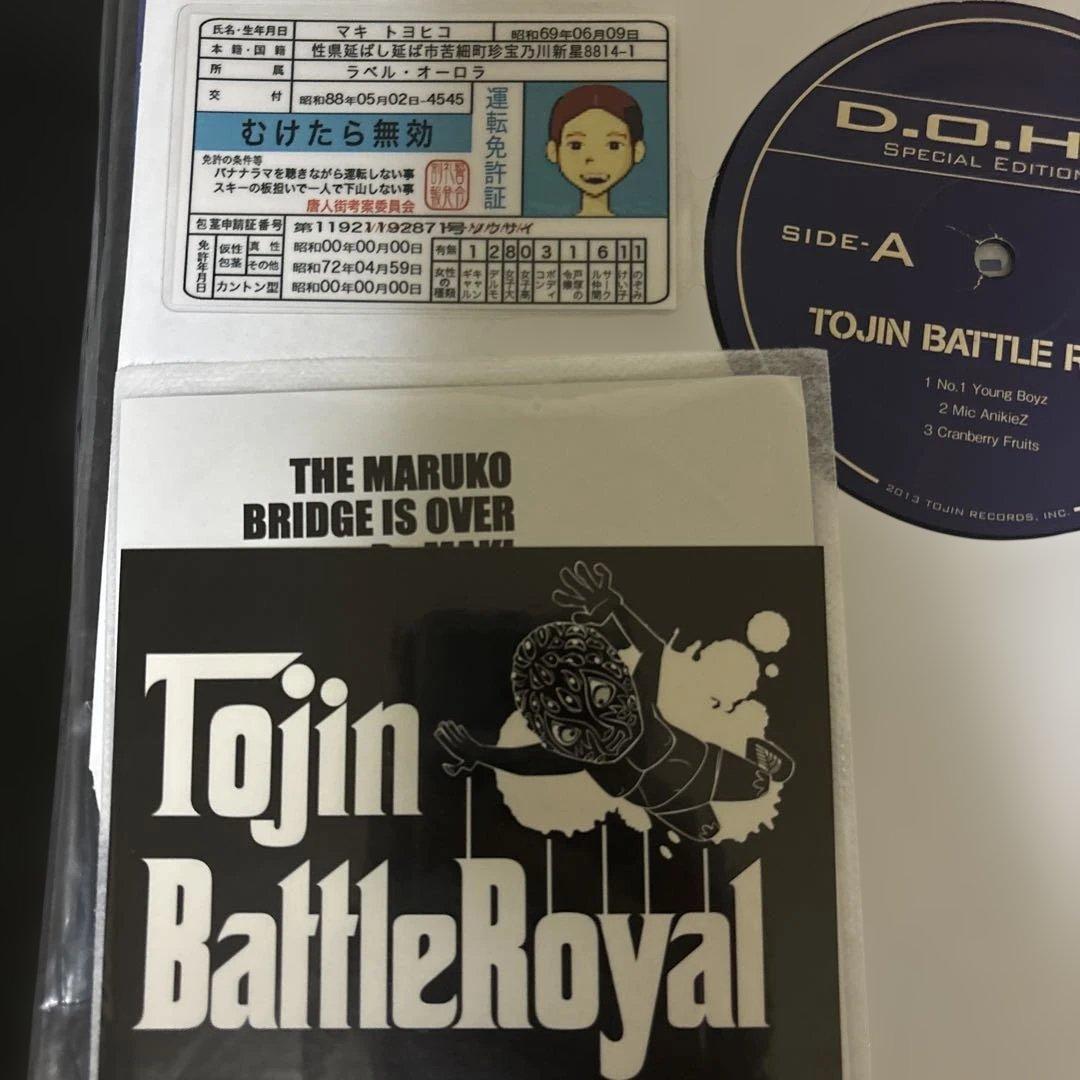 氏名・生年月日 マキ トヨヒコ 昭和69年06月09日
本籍・国籍 性県延ばし延ば市苦細町珍宝乃川新星8814-1
所属 ラベル・オーロラ
交付 昭和88年05月02日-4545
むけたら無効
運転免許証
免許の条件等
バナナラマを聴きながら運転しない事
スキーの板担いで一人で下山しない事
唐人街考案委員会
包茎申請証番号 第11921192871号ソウサイ
免許年月日
仮性包茎 真性 昭和00年00月00日
その他 昭和72年04月59日
カントン型 昭和00年00月00日
有無 1 2 8 0 3 1 6 1 1
女性の種類 ギャル デルモ 女子大 女子高 ボディコン 戸塚の令嬢 サークル仲間 けい子 のぞみ
D.O.H
SPECIAL EDITION
SIDE-A
TOJIN BATTLE R
1 No.1 Young Boyz
2 Mic AnikieZ
3 Cranberry Fruits
2013 TOJIN RECORDS, INC.
THE MARUKO
BRIDGE IS OVER
Tojin
BattleRoyal